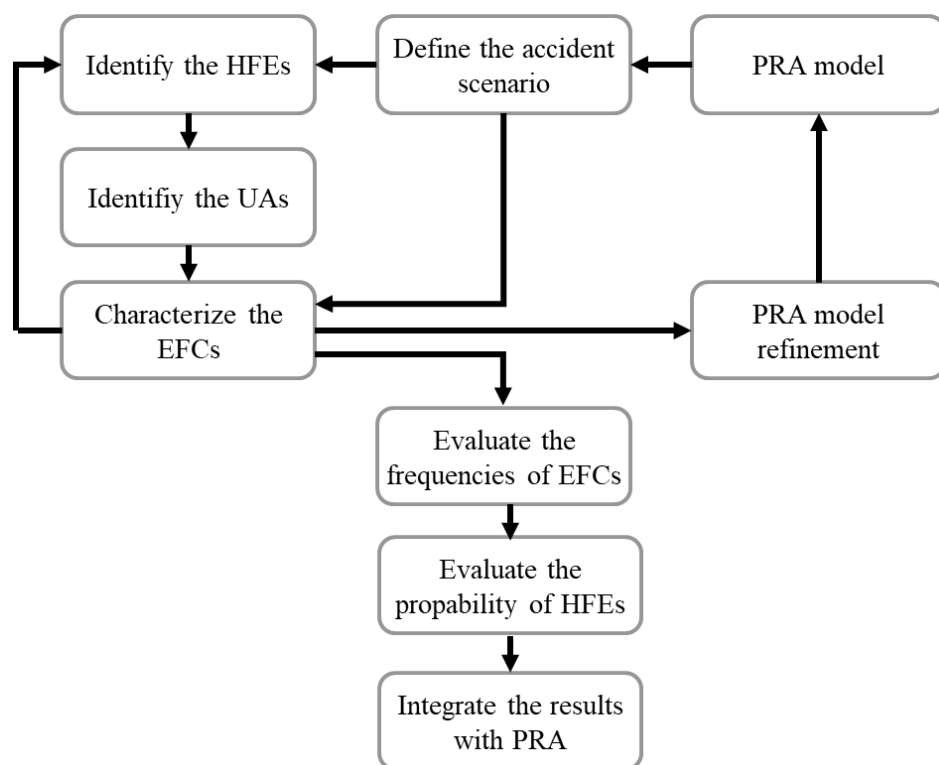 Identify the HFEs
Define the accident
scenario
PRA model
Identifiy the UAs
Characterize the
EFCs
PRA model
refinement
Evaluate the
frequencies of EFCs
Evaluate the
propability of HFEs
Integrate the results
with PRA